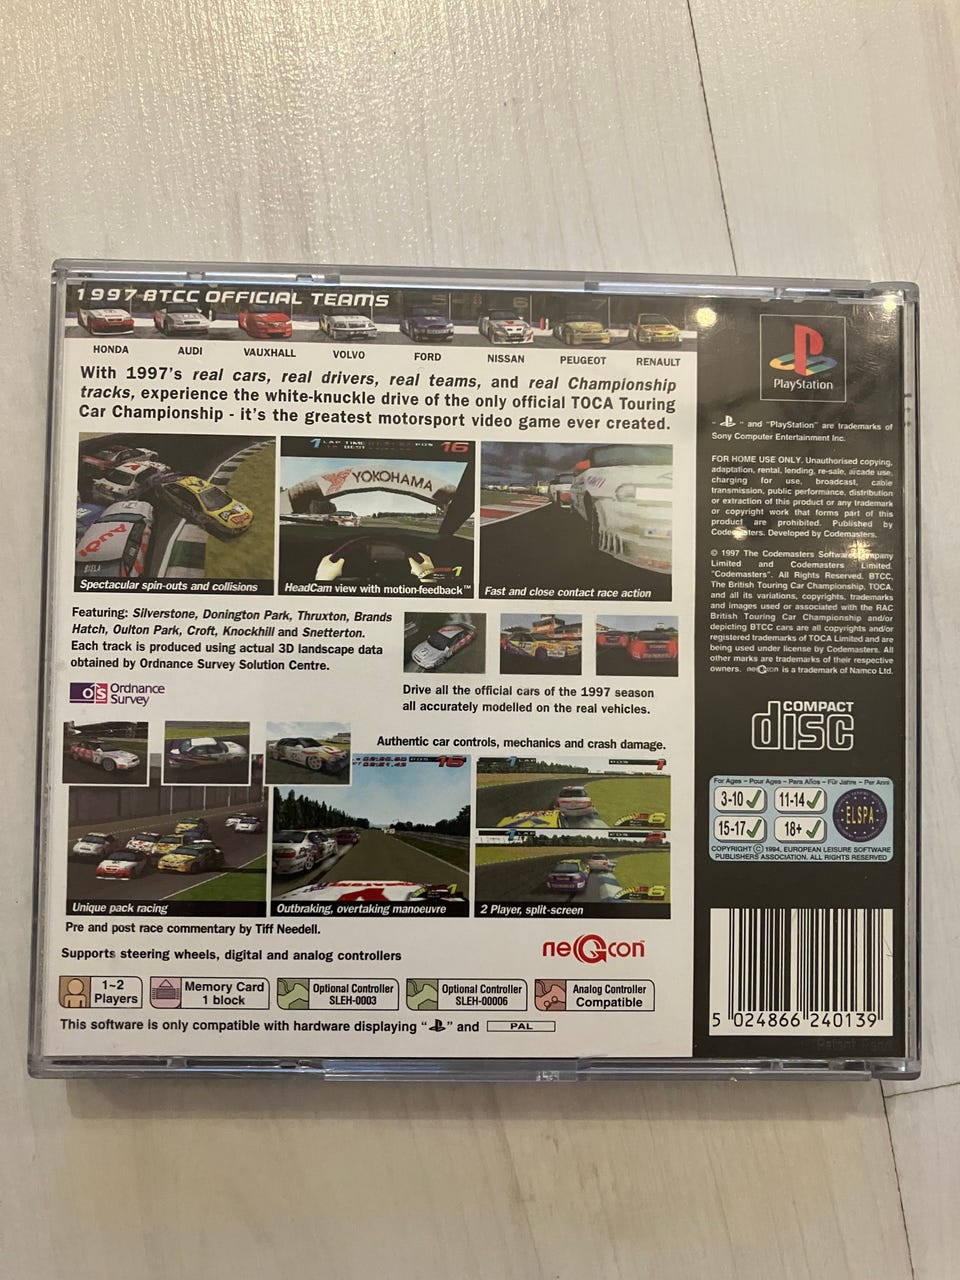 1997 BTCC OFFICIAL TEAMS
HONDA AUDI VAUXHALL VOLVO FORD NISSAN PEUGEOT RENAULT
With 1997's real cars, real drivers, real teams, and real Championship
tracks, experience the white-knuckle drive of the only official TOCA Touring
Car Championship - it's the greatest motorsport video game ever created.
Audi
1 LAP TIME POS 16
BEST
YOKOHAMA
1
Spectacular spin-outs and collisions
HeadCam view with motion-feedback™
Fast and close contact race action
Featuring: Silverstone, Donington Park, Thruxton, Brands
Hatch, Oulton Park, Croft, Knockhill and Snetterton.
Each track is produced using actual 3D landscape data
obtained by Ordnance Survey Solution Centre.
OS Ordnance
Survey
Drive all the official cars of the 1997 season
all accurately modelled on the real vehicles.
Authentic car controls, mechanics and crash damage.
POS 16
1
Unique pack racing
Outbraking, overtaking manoeuvre
2 Player, split-screen
Pre and post race commentary by Tiff Needell.
Supports steering wheels, digital and analog controllers
neGcon™
1~2
Players
Memory Card
1 block
Optional Controller
SLEH-0003
Optional Controller
SLEH-00006
Analog Controller
Compatible
This software is only compatible with hardware displaying "PS" and PAL
PlayStation
"PS" and "PlayStation" are trademarks of
Sony Computer Entertainment Inc.
FOR HOME USE ONLY. Unauthorised copying,
adaptation, rental, lending, re-sale, arcade use,
charging for use, broadcast, cable
transmission, public performance, distribution
or extraction of this product or any trademark
or copyright work that forms part of this
product are prohibited. Published by
Codemasters. Developed by Codemasters.
© 1997 The Codemasters Software Company
Limited and Codemasters Limited.
"Codemasters". All Rights Reserved. BTCC,
The British Touring Car Championship, TOCA,
and all its variations, copyrights, trademarks
and images used or associated with the RAC
British Touring Car Championship and/or
depicting BTCC cars are all copyrights and/or
registered trademarks of TOCA Limited and are
being used under license by Codemasters. All
other marks are trademarks of their respective
owners. neGcon is a trademark of Namco Ltd.
COMPACT
disc
For Ages – Pour Ages – Para Años – Für Jahre – Per Anni
3-10 11-14
15-17 18+
ELSPA
COPYRIGHT © 1994, EUROPEAN LEISURE SOFTWARE
PUBLISHERS ASSOCIATION. ALL RIGHTS RESERVED
5 024866 240139